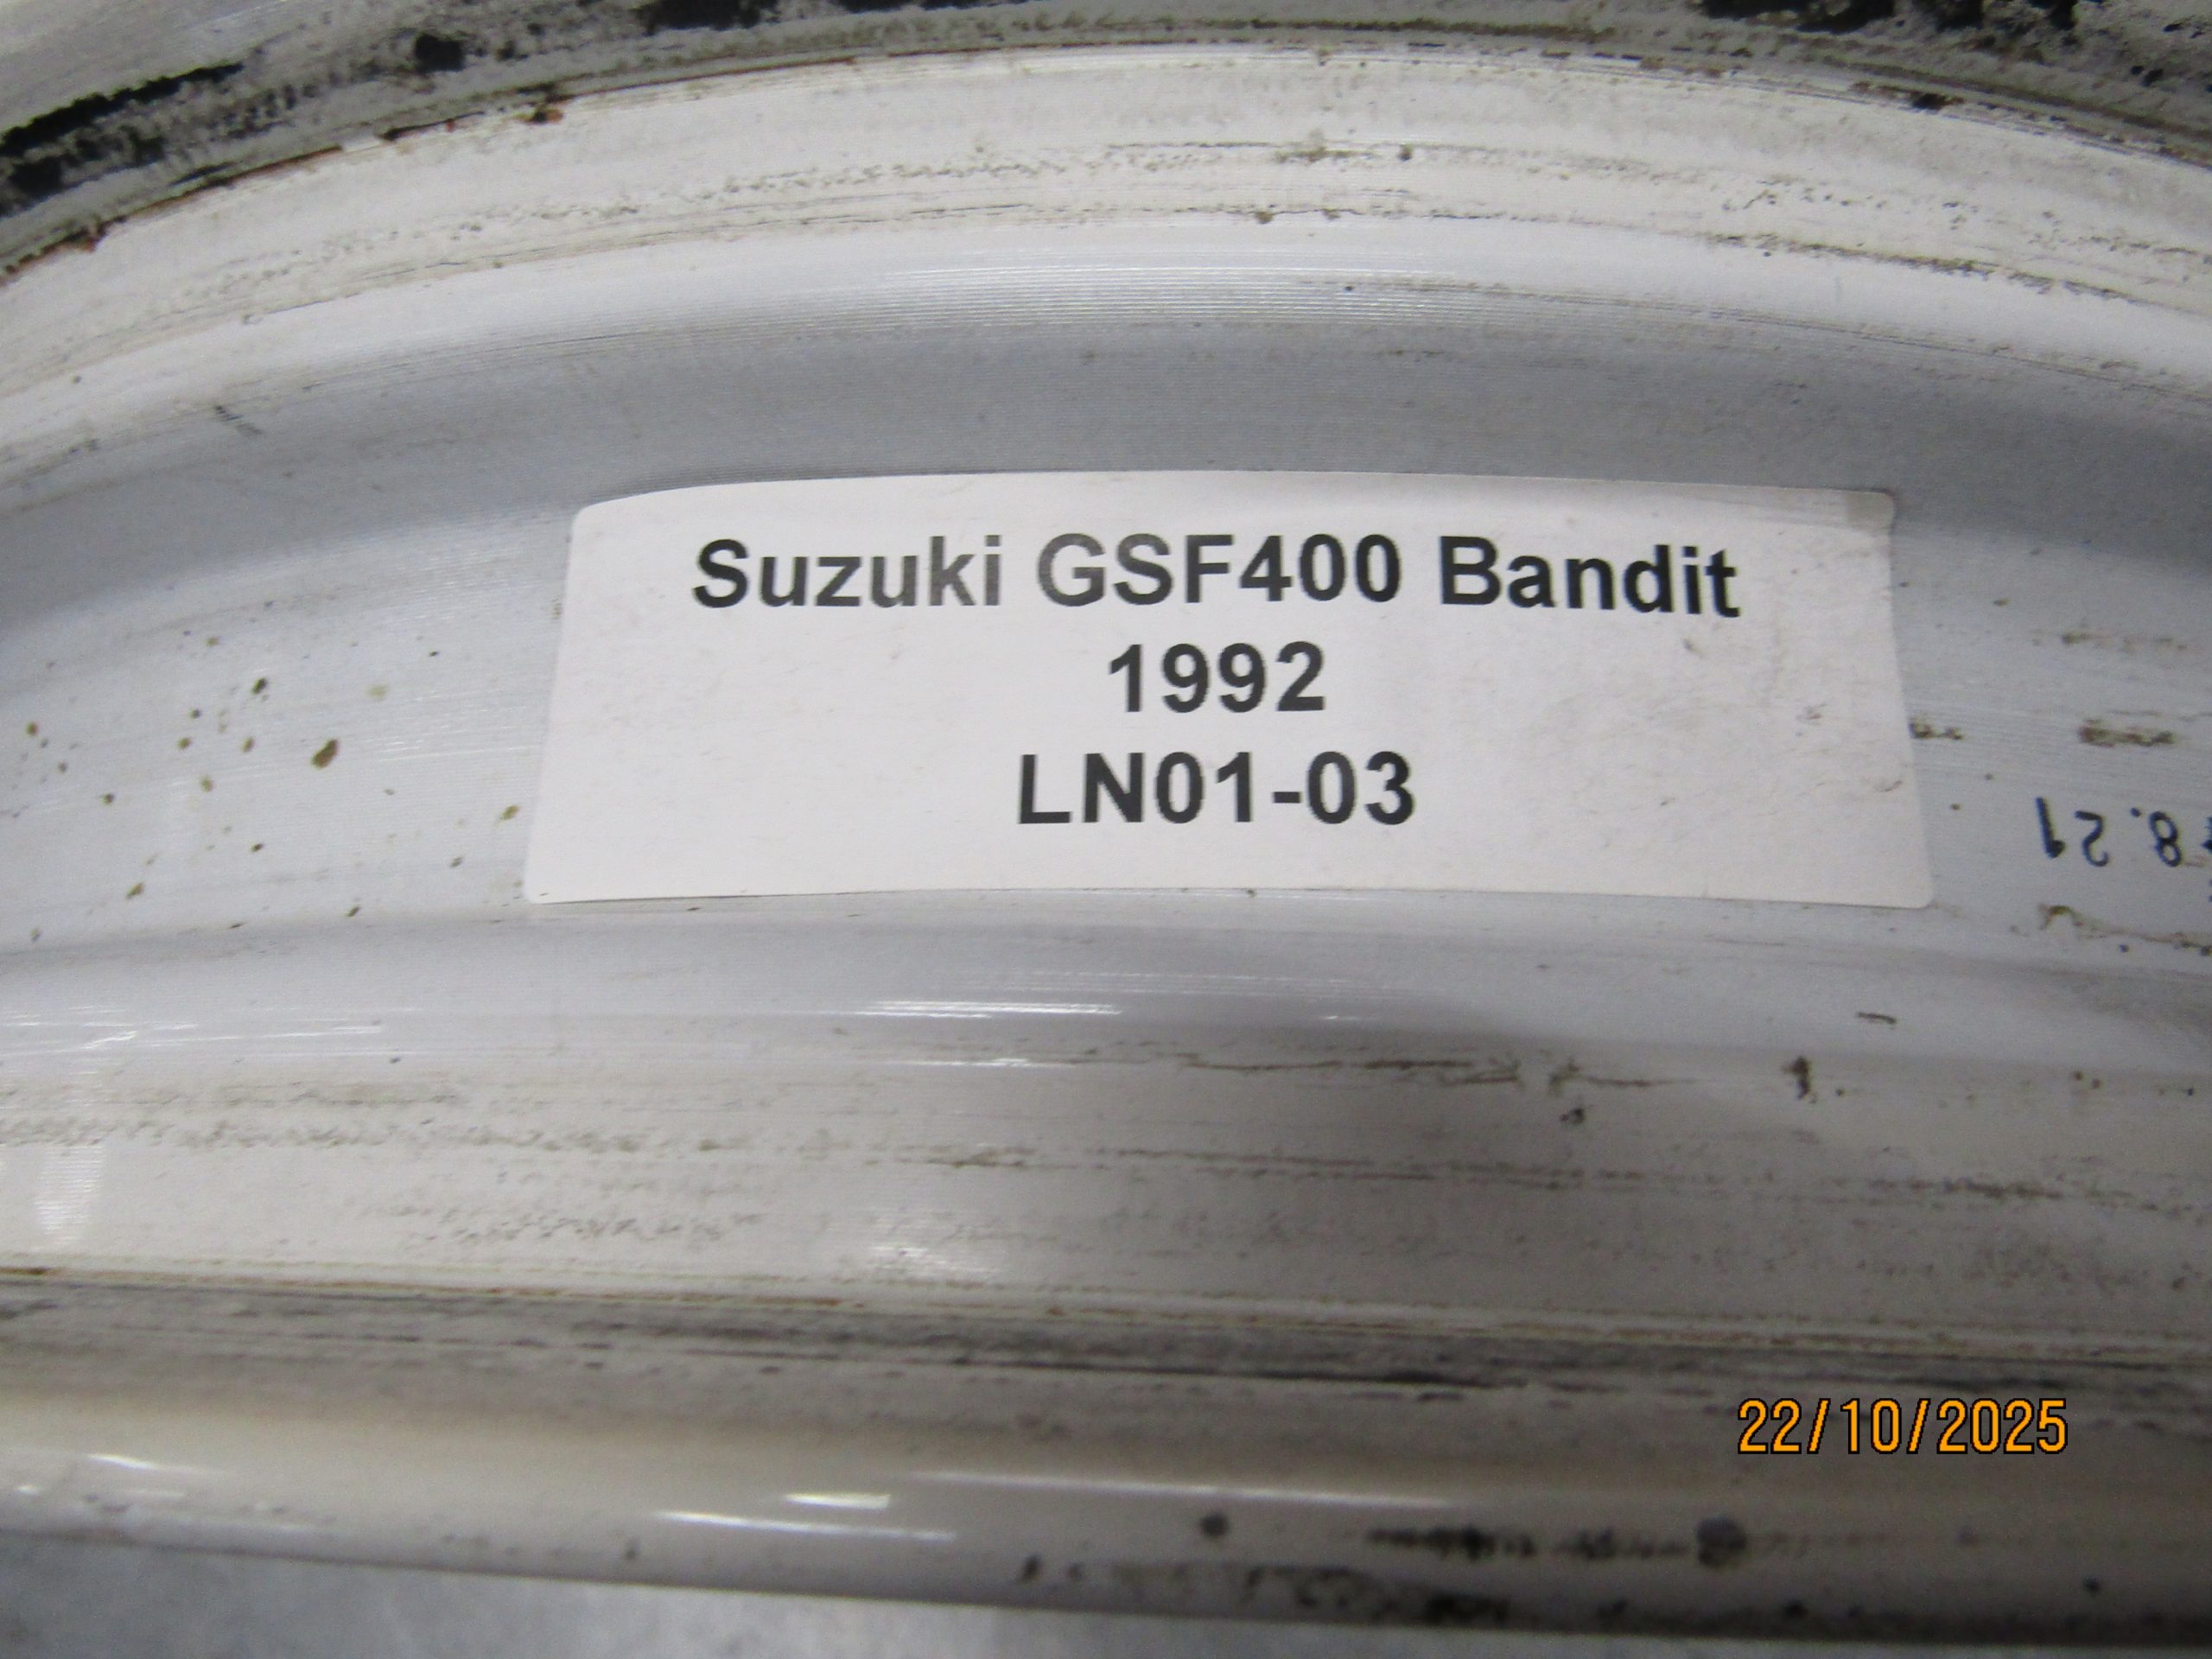 Suzuki GSF400 Bandit
1992
LN01-03
8.21
22/10/2025